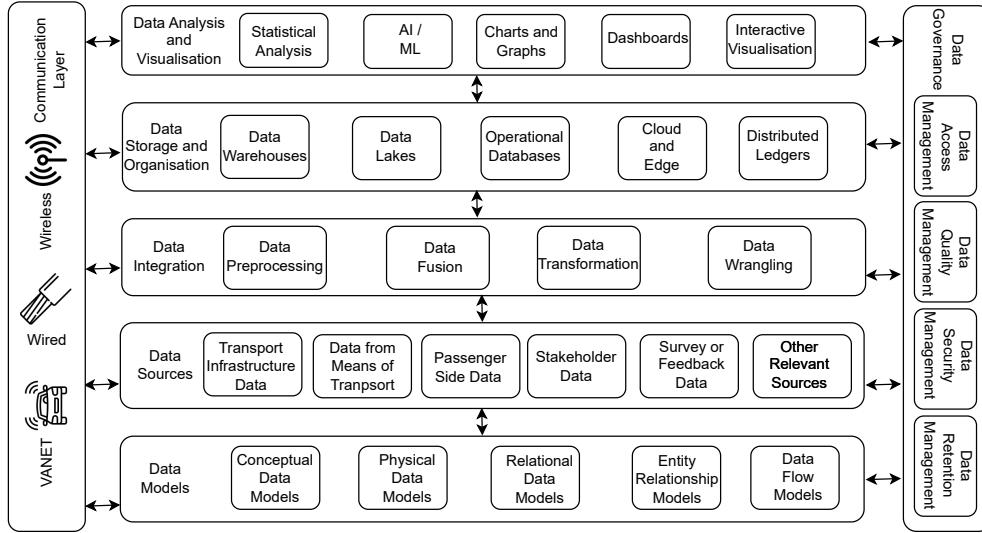 Communication
Layer
Wireless
Wired
VANET
Data Analysis
and
Visualisation
Statistical
Analysis
AI /
ML
Charts and
Graphs
Dashboards
Interactive
Visualisation
Data
Storage and
Organisation
Data
Warehouses
Data
Lakes
Operational
Databases
Cloud
and
Edge
Distributed
Ledgers
Data
Integration
Data
Preprocessing
Data
Fusion
Data
Transformation
Data
Wrangling
Data
Sources
Transport
Infrastructure
Data
Data from
Means of
Tranpsort
Passenger
Side Data
Stakeholder
Data
Survey or
Feedback
Data
Other
Relevant
Sources
Data
Models
Conceptual
Data
Models
Physical
Data
Models
Relational
Data
Models
Entity
Relationship
Models
Data
Flow
Models
Data
Governance
Data
Access
Management
Data
Quality
Management
Data
Security
Management
Data
Retention
Management